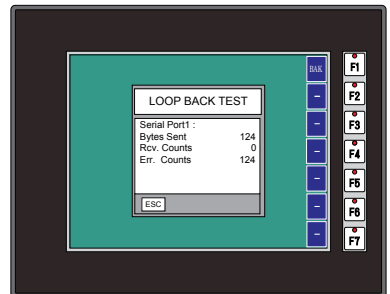 BAK
F1
LOOP BACK TEST
F2
Serial Port1 :
F3
Bytes Sent 124
Rcv. Counts 0
Err. Counts 124
F4
F5
ESC
F6
F7